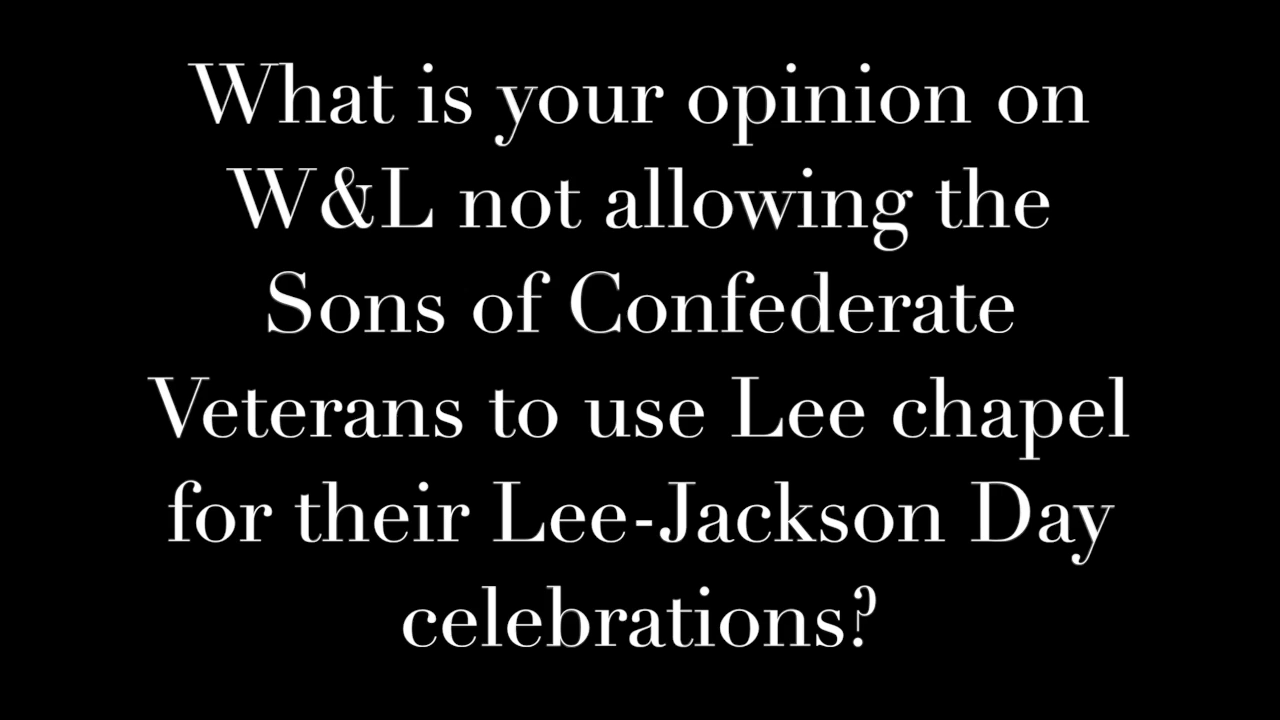 What is your opinion on
W&L not allowing the
Sons of Confederate
Veterans to use Lee chapel
for their Lee-Jackson Day
celebrations?